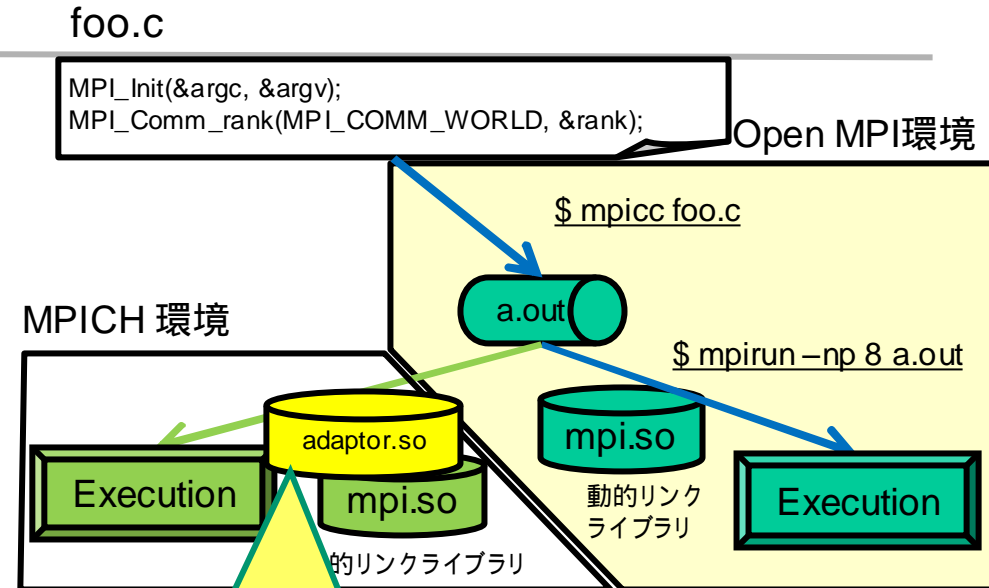 foo.c
MPI_Init(&argc, &argv);
MPI_Comm_rank(MPI_COMM_WORLD, &rank);
Open MPI環境
$ mpicc foo.c
a.out
MPICH 環境
$ mpirun –np 8 a.out
adaptor.so
mpi.so
Execution
mpi.so
動的リンク
ライブラリ
Execution
的リンクライブラリ